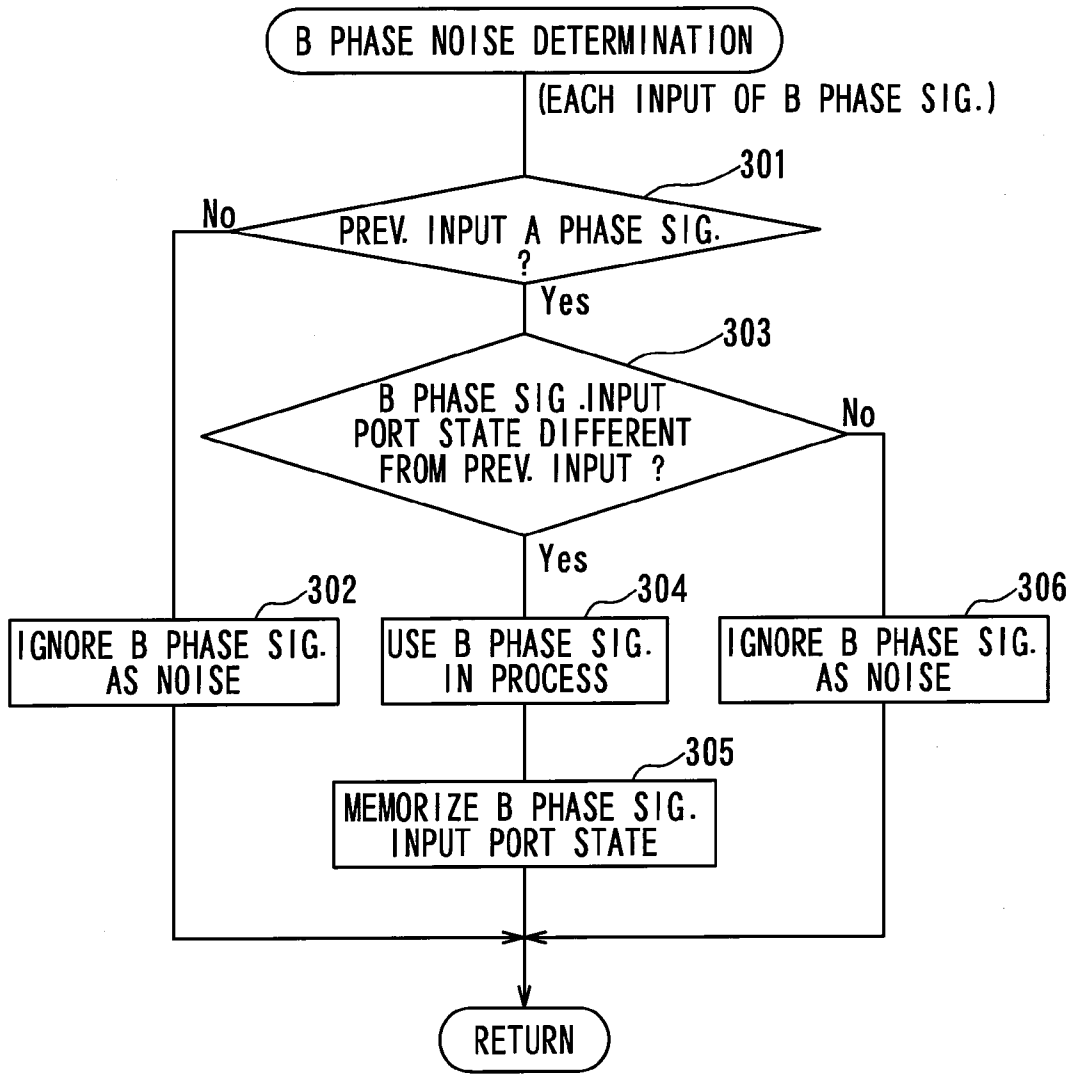 B PHASE NOISE DETERMINATION
(EACH INPUT OF B PHASE SIG.)
301
No
PREV. INPUT A PHASE SIG.
?
Yes
303
B PHASE SIG .INPUT
PORT STATE DIFFERENT
FROM PREV. INPUT ?
No
Yes
302
IGNORE B PHASE SIG.
AS NOISE
304
USE B PHASE SIG.
IN PROCESS
306
IGNORE B PHASE SIG.
AS NOISE
305
MEMORIZE B PHASE SIG.
INPUT PORT STATE
RETURN